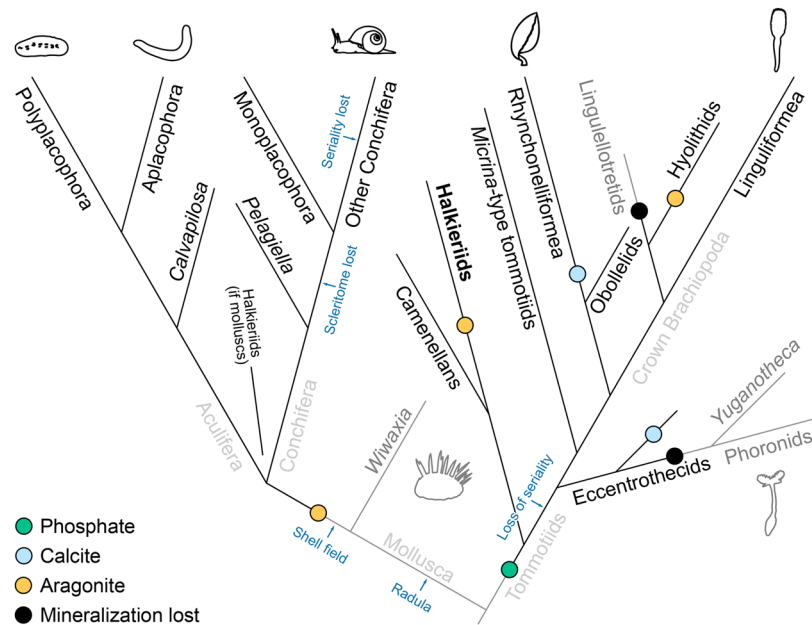 Polyplacophora
Aplacophora
Calvapilosa
Monoplacophora
Pelagiella
Halkieriids
(if molluscs)
Seriality lost
Other Conchifera
Scleritome lost
Aculifera
Conchifera
Wiwaxia
Shell field
Mollusca
Radula
Camenellans
Halkieriids
Micrina-type tommotiids
Rhynchonelliformea
Lingulellotretids
Obollelids
Hyolithids
Linguliformea
Crown Brachiopoda
Yuganotheca
Phoronids
Eccentrothecids
Loss of seriality
Tommotiids
Phosphate
Calcite
Aragonite
Mineralization lost